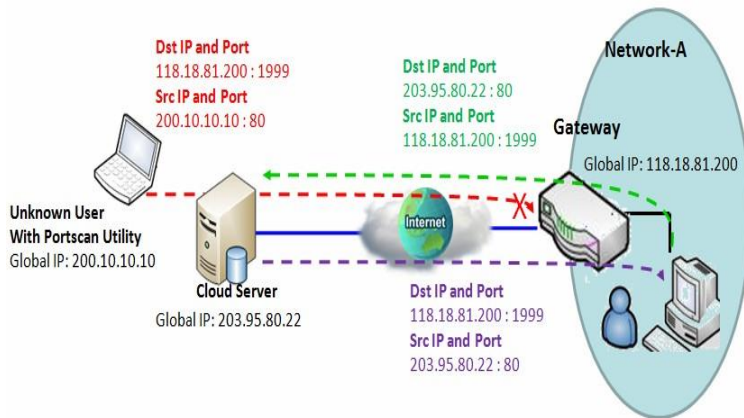 Dst IP and Port
118.18.81.200 : 1999
Src IP and Port
200.10.10.10 : 80
Dst IP and Port
203.95.80.22 : 80
Src IP and Port
118.18.81.200 : 1999
Network-A
Gateway
Global IP: 118.18.81.200
Internet
Unknown User
With Portscan Utility
Global IP: 200.10.10.10
Cloud Server
Global IP: 203.95.80.22
Dst IP and Port
118.18.81.200 : 1999
Src IP and Port
203.95.80.22 : 80